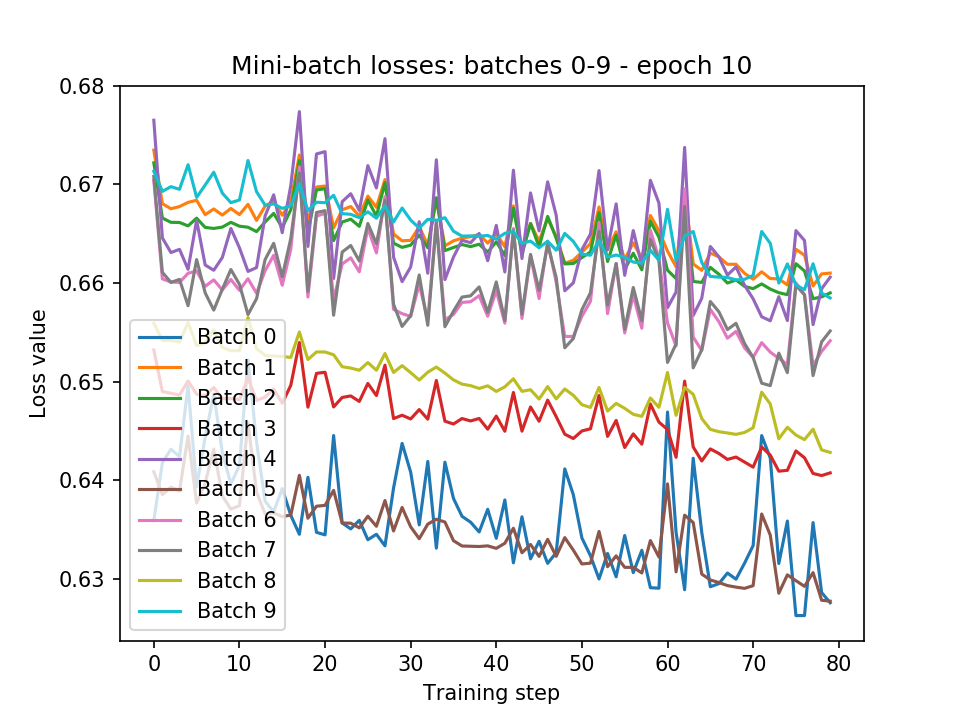 Mini-batch losses: batches 0-9 - epoch 10
Loss value
0.68
0.67
0.66
0.65
0.64
0.63
Batch 0
Batch 1
Batch 2
Batch 3
Batch 4
Batch 5
Batch 6
Batch 7
Batch 8
Batch 9
0 10 20 30 40 50 60 70 80
Training step